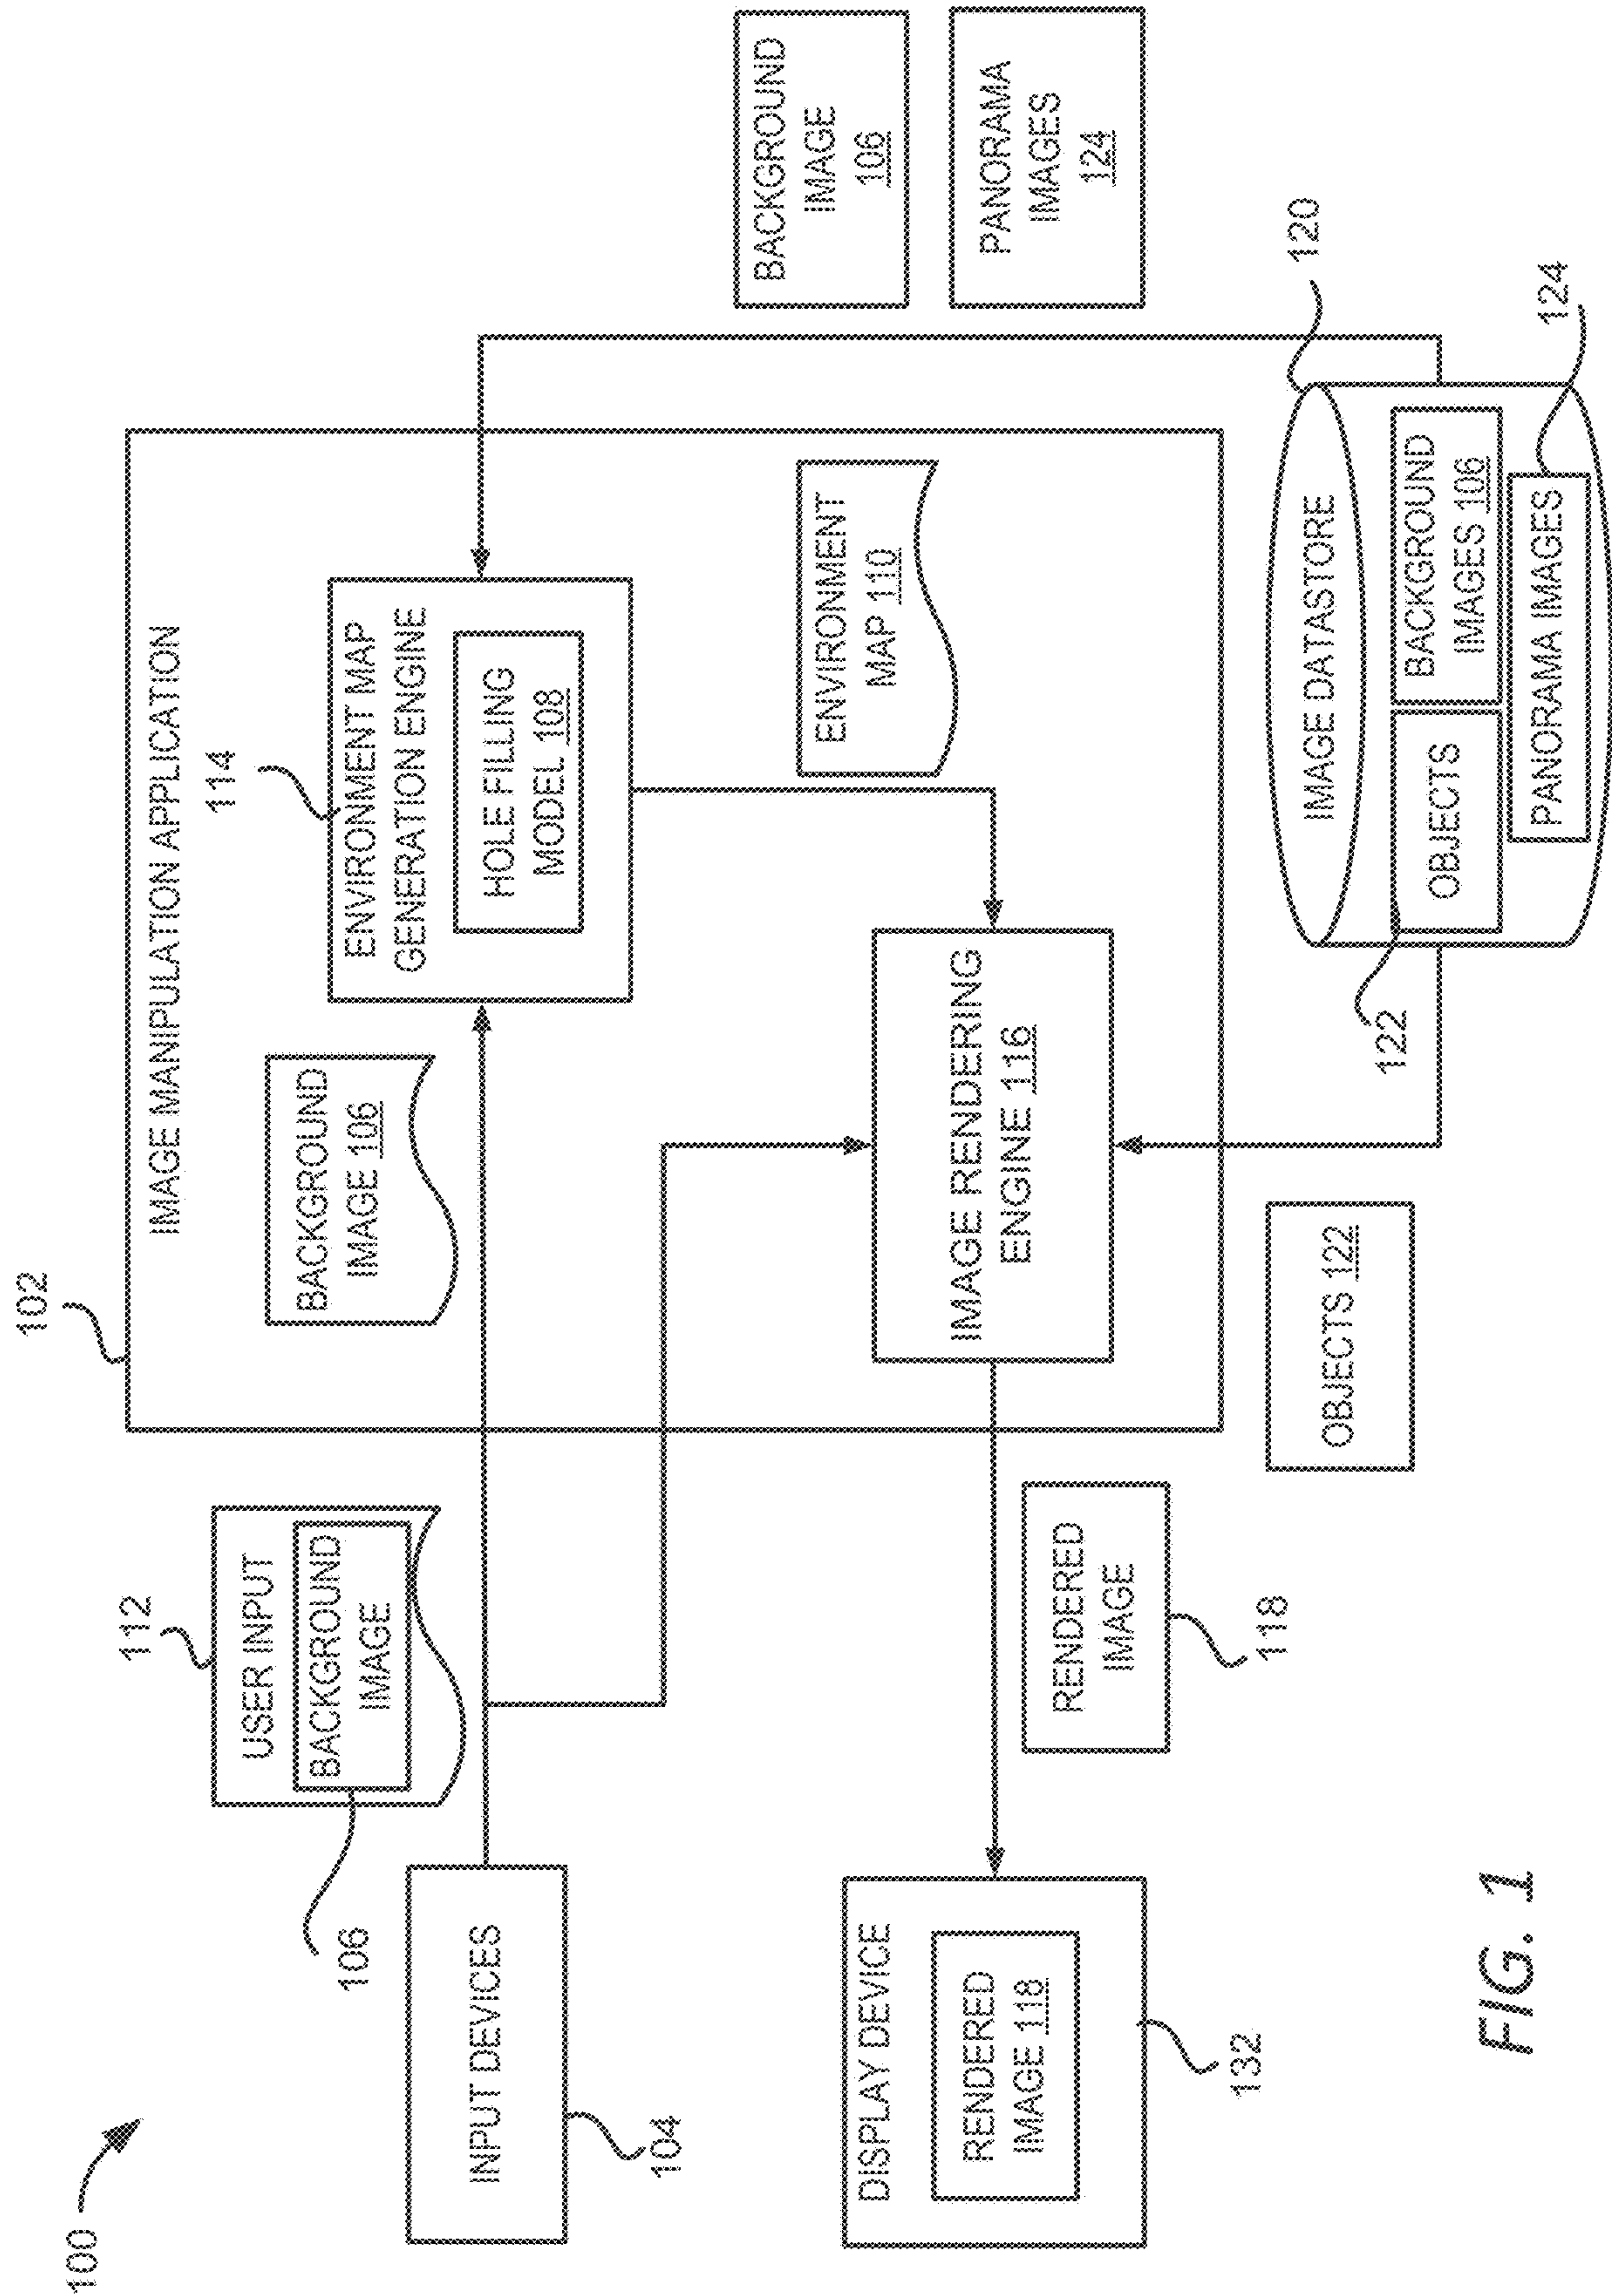 100
102
IMAGE MANIPULATION APPLICATION
112
USER INPUT
BACKGROUND
IMAGE
106
INPUT DEVICES
104
BACKGROUND
IMAGE 106
114
ENVIRONMENT MAP
GENERATION ENGINE
HOLE FILLING
MODEL 108
BACKGROUND
IMAGE
106
PANORAMA
IMAGES
124
ENVIRONMENT
MAP 110
IMAGE RENDERING
ENGINE 116
DISPLAY DEVICE
RENDERED
IMAGE 118
132
RENDERED
IMAGE
118
OBJECTS 122
120
IMAGE DATASTORE
OBJECTS
BACKGROUND
IMAGES 106
PANORAMA IMAGES
122
124
FIG. 1